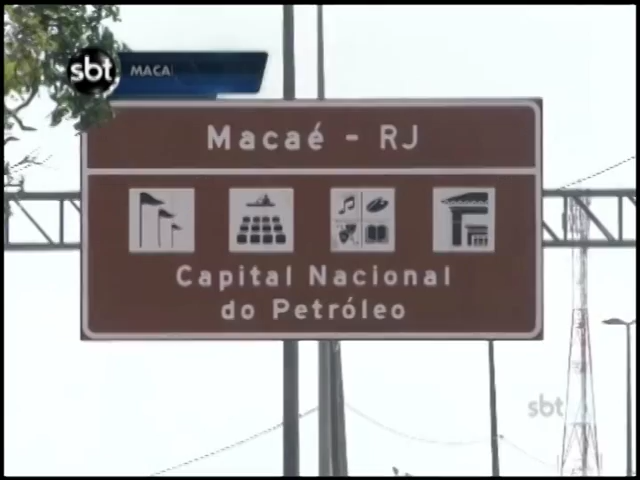 sbt MACA
Macaé - RJ
Capital Nacional
do Petróleo
sbt